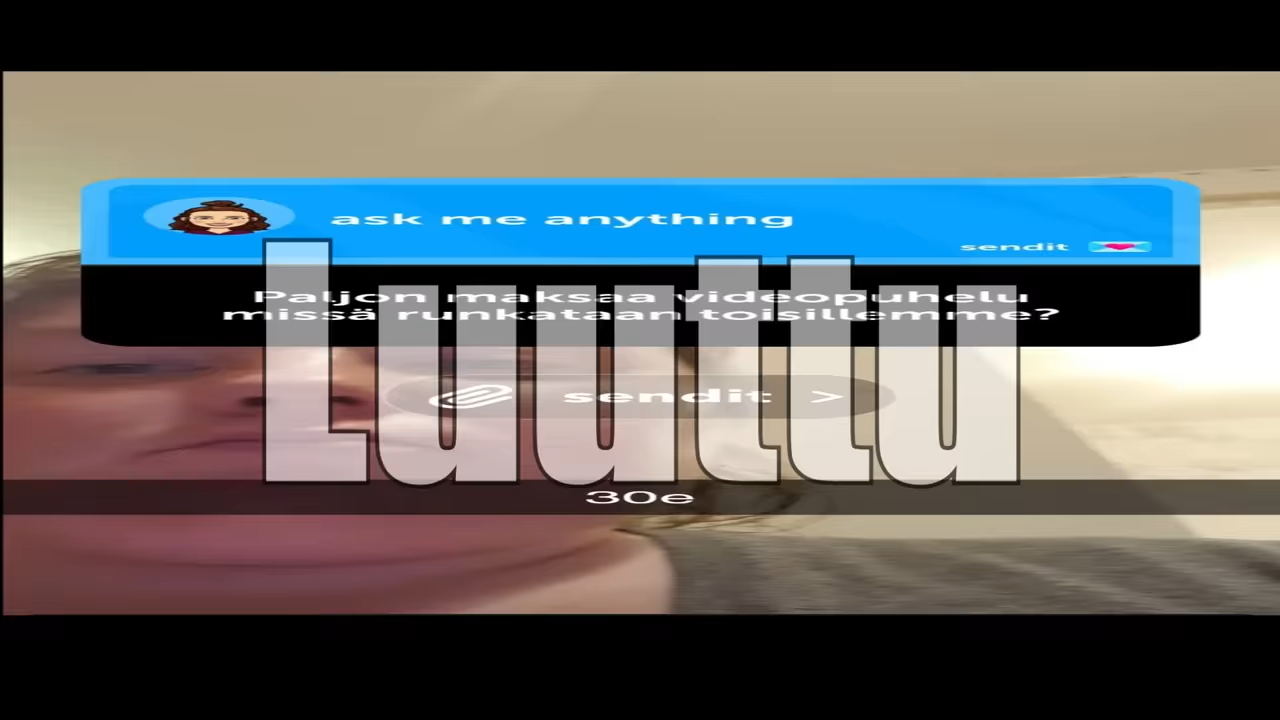 ask me anything
sendit
Paljon maksaa videopuhelu
missä runkataan toisillemme?
Luuttu
sendit >
30e